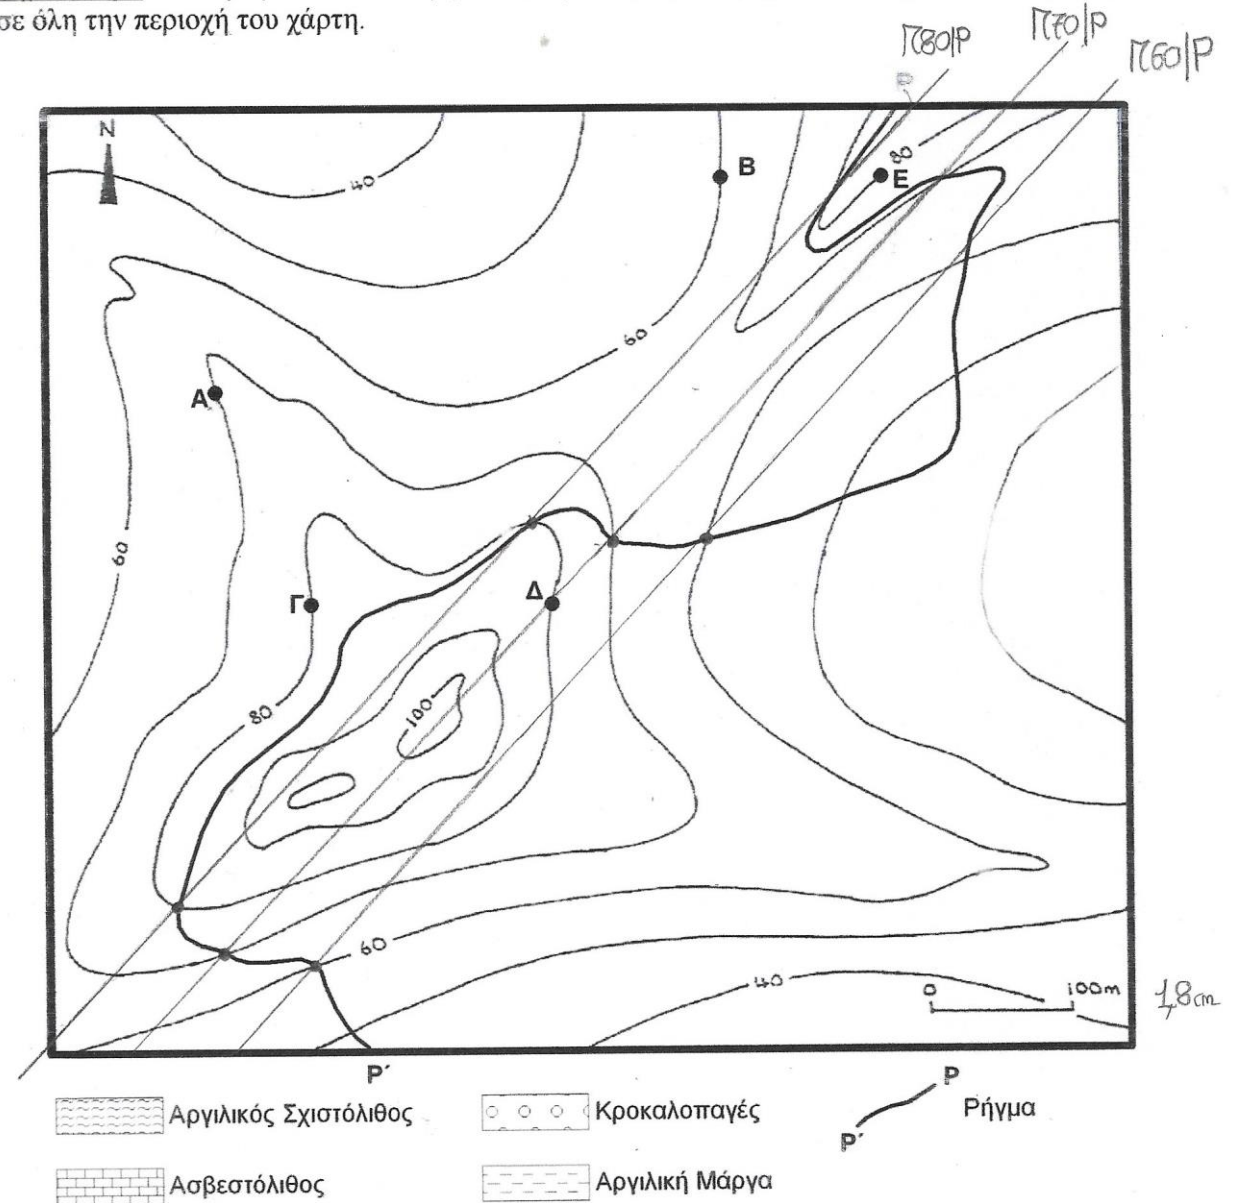 σε όλη την περιοχή του χάρτη.
Π80/Ρ
Π70/Ρ
Π60/Ρ
N
40
B
80
E
60
A
60
Γ
Δ
100
80
60
40
0 100m
1,8cm
Ρ΄
Ρ
Αργιλικός Σχιστόλιθος
Κροκαλοπαγές
Ρήγμα
Ρ΄
Ασβεστόλιθος
Αργιλική Μάργα